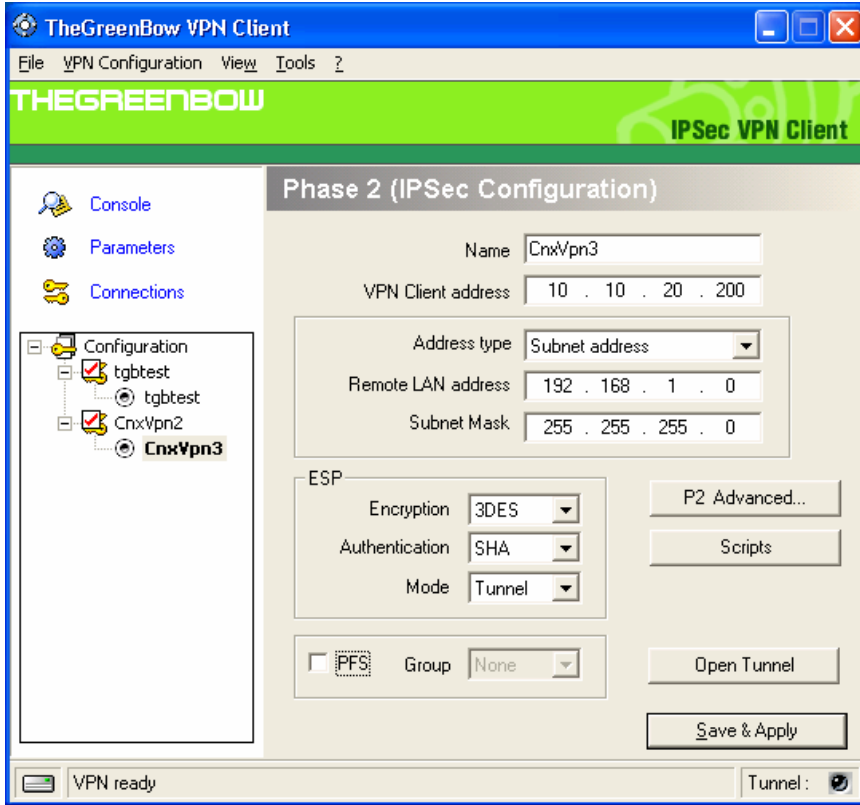 TheGreenBow VPN Client
File VPN Configuration View Tools ?
THEGREENBOW
IPSec VPN Client
Console
Parameters
Connections
Configuration
tgbtest
tgbtest
CnxVpn2
CnxVpn3
Phase 2 (IPSec Configuration)
Name CnxVpn3
VPN Client address 10 . 10 . 20 . 200
Address type Subnet address
Remote LAN address 192 . 168 . 1 . 0
Subnet Mask 255 . 255 . 255 . 0
ESP
Encryption 3DES
Authentication SHA
Mode Tunnel
P2 Advanced...
Scripts
PFS Group None
Open Tunnel
Save & Apply
VPN ready
Tunnel :